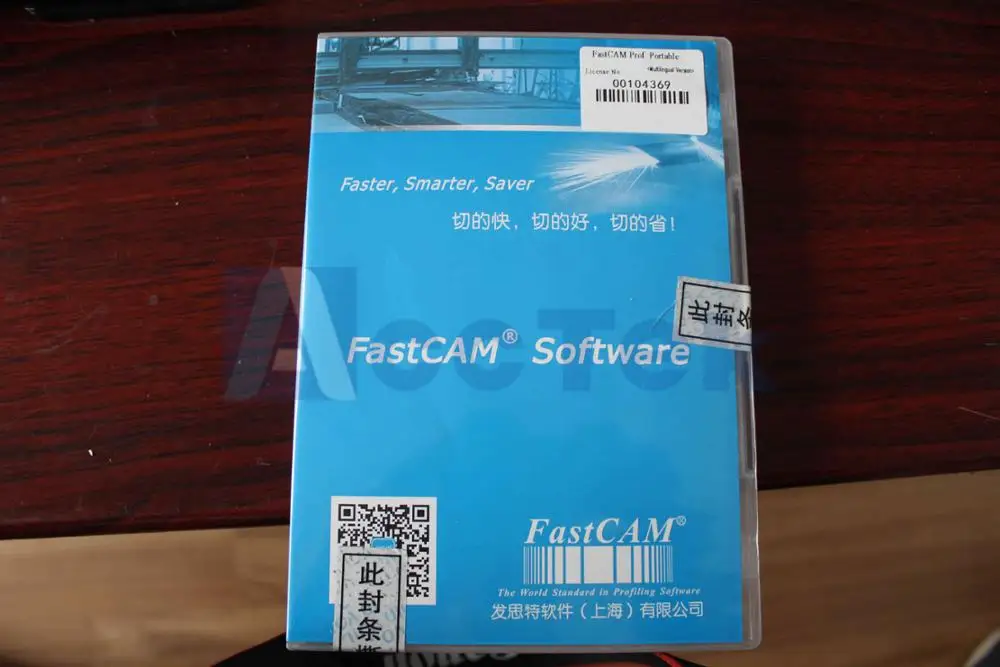 FastCAM Prof Portable
License No <Multilingual Version>
00104369
Faster, Smarter, Saver
切的快，切的好，切的省！
此封条
AccTek
FastCAM® Software
FastCAM®
The World Standard in Profiling Software
发思特软件（上海）有限公司
此封条撕